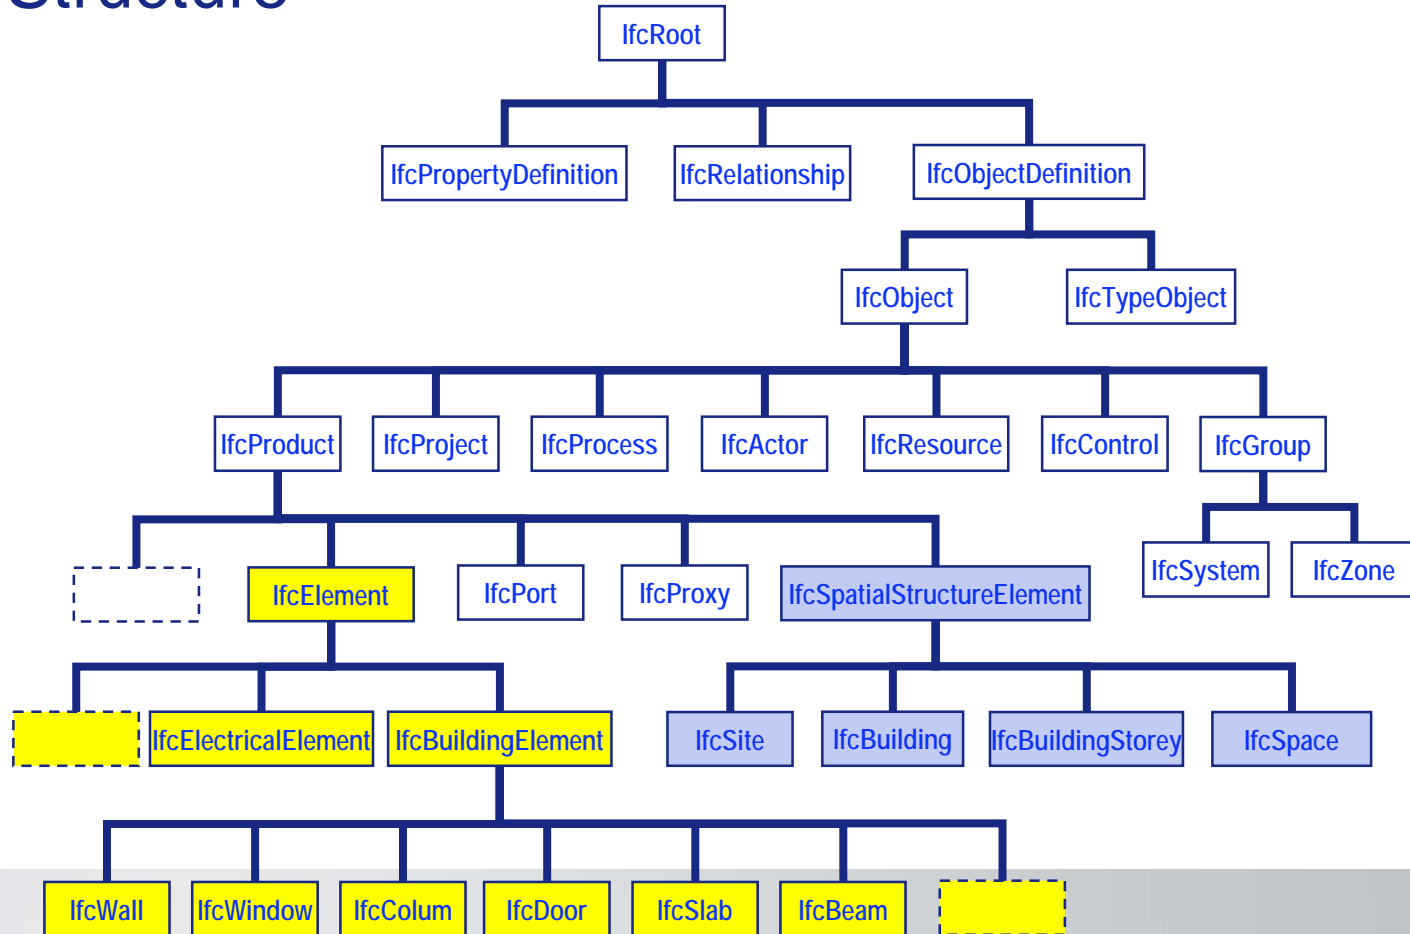 Structure
IfcRoot
IfcPropertyDefinition
IfcRelationship
IfcObjectDefinition
IfcObject
IfcTypeObject
IfcProduct
IfcProject
IfcProcess
IfcActor
IfcResource
IfcControl
IfcGroup
IfcElement
IfcPort
IfcProxy
IfcSpatialStructureElement
IfcSystem
IfcZone
IfcElectricalElement
IfcBuildingElement
IfcSite
IfcBuilding
IfcBuildingStorey
IfcSpace
IfcWall
IfcWindow
IfcColum
IfcDoor
IfcSlab
IfcBeam